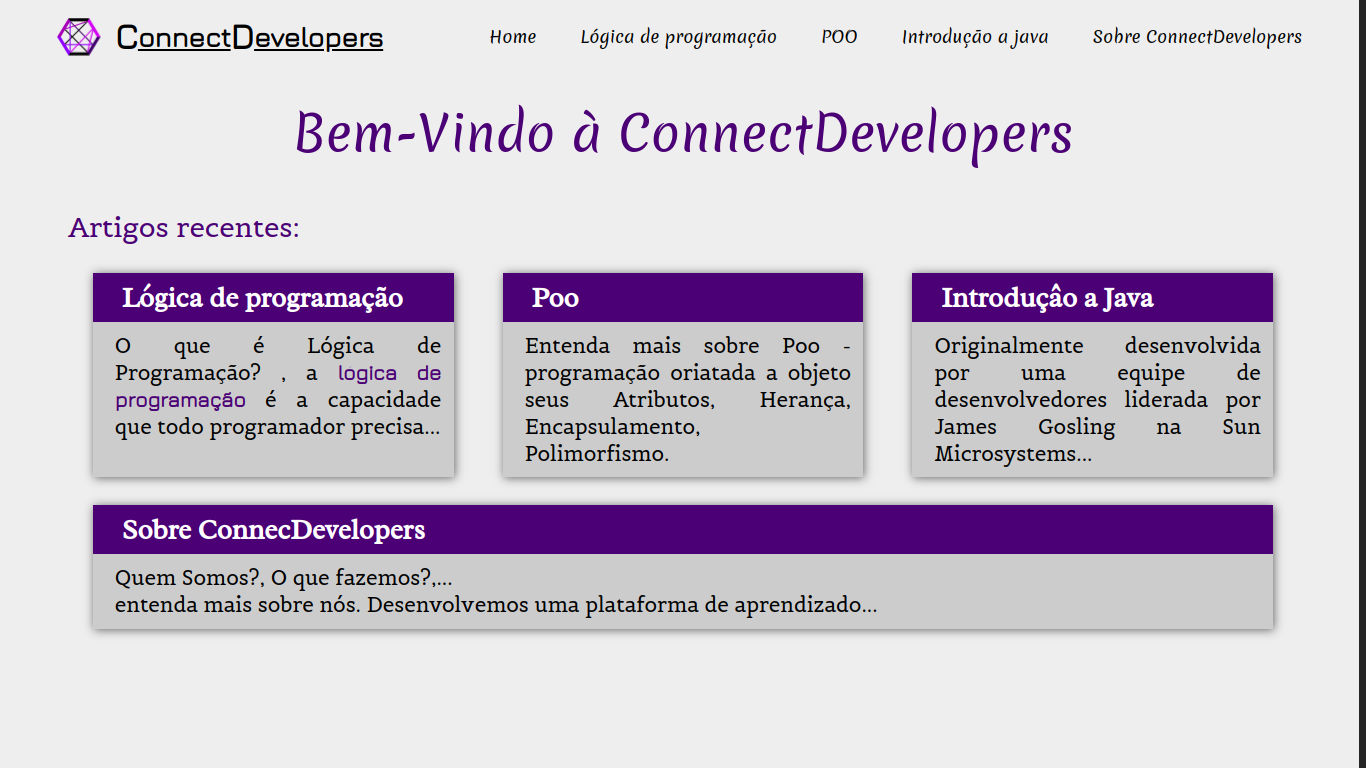 ConnectDevelopers
Home Lógica de programação POO Introdução a java Sobre ConnectDevelopers
Bem-Vindo à ConnectDevelopers
Artigos recentes:
Lógica de programação
O que é Lógica de
Programação? , a logica de
programação é a capacidade
que todo programador precisa...
Poo
Entenda mais sobre Poo -
programação oriatada a objeto
seus Atributos, Herança,
Encapsulamento,
Polimorfismo.
Introduçâo a Java
Originalmente desenvolvida
por uma equipe de
desenvolvedores liderada por
James Gosling na Sun
Microsystems...
Sobre ConnecDevelopers
Quem Somos?, O que fazemos?,...
entenda mais sobre nós. Desenvolvemos uma plataforma de aprendizado...